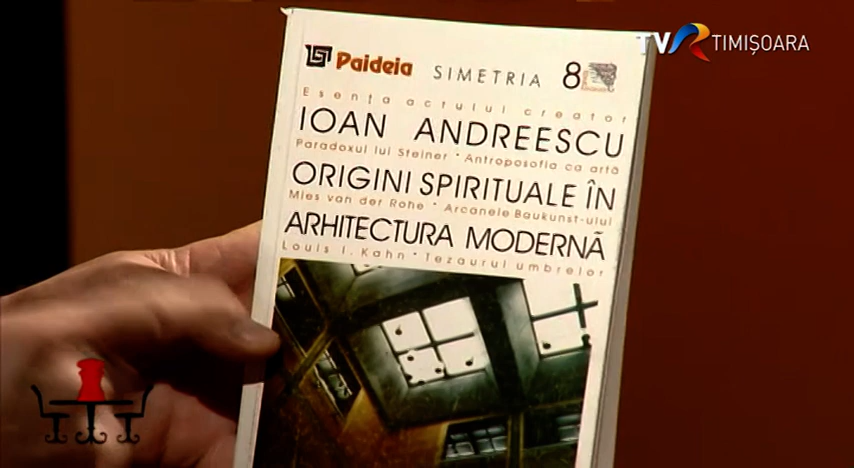 TVR TIMIȘOARA
Paideia SIMETRIA 8
Esența actului creator
IOAN ANDREESCU
Paradoxul lui Steiner • Antroposofia ca artă
ORIGINI SPIRITUALE ÎN
Mies van der Rohe • Arcanele Baukunst-ului
ARHITECTURA MODERNĂ
Louis I. Kahn • Tezaurul umbrelor